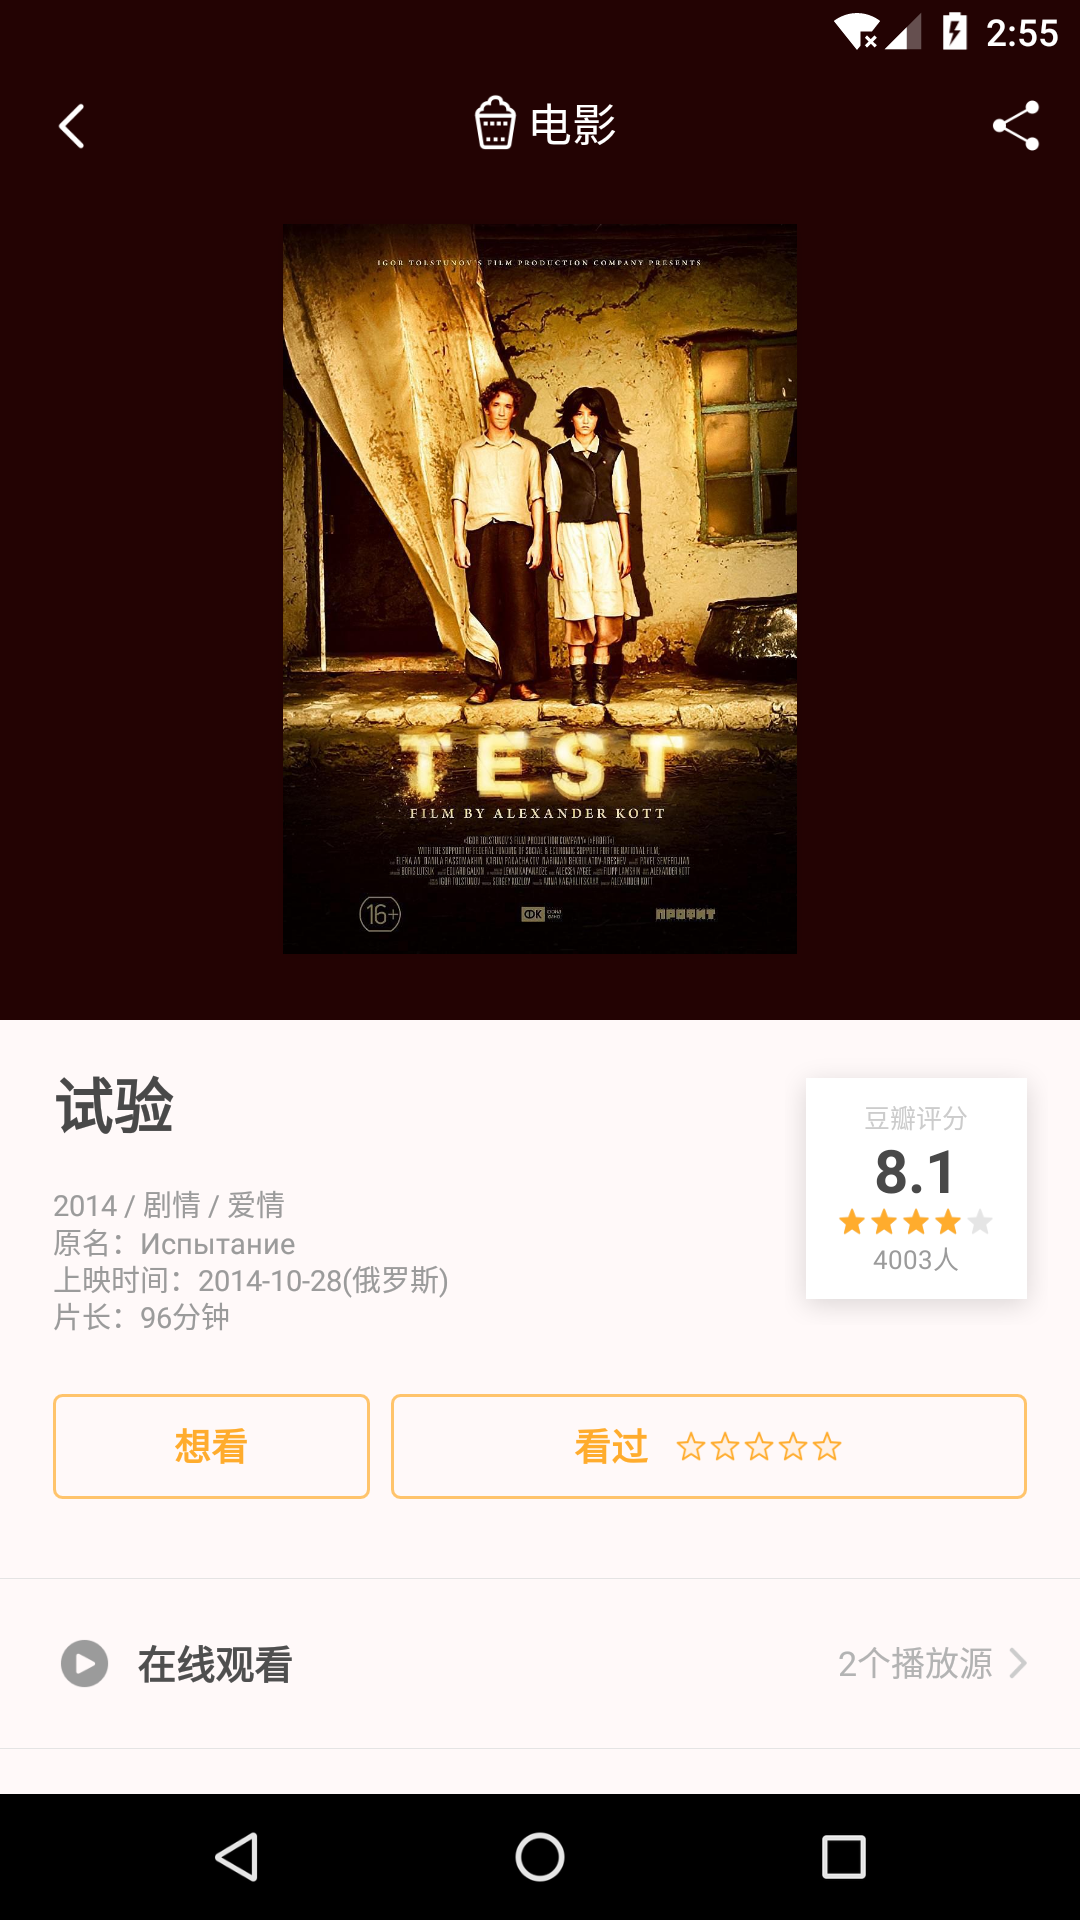 2:55
电影
IGOR TOLSTUNOV'S FILM PRODUCTION COMPANY PRESENTS
TEST
FILM BY ALEXANDER KOTT
16+
ПРОФИТ
试验
豆瓣评分
8.1
4003人
2014 / 剧情 / 爱情
原名：Испытание
上映时间：2014-10-28(俄罗斯)
片长：96分钟
想看
看过
在线观看
2个播放源